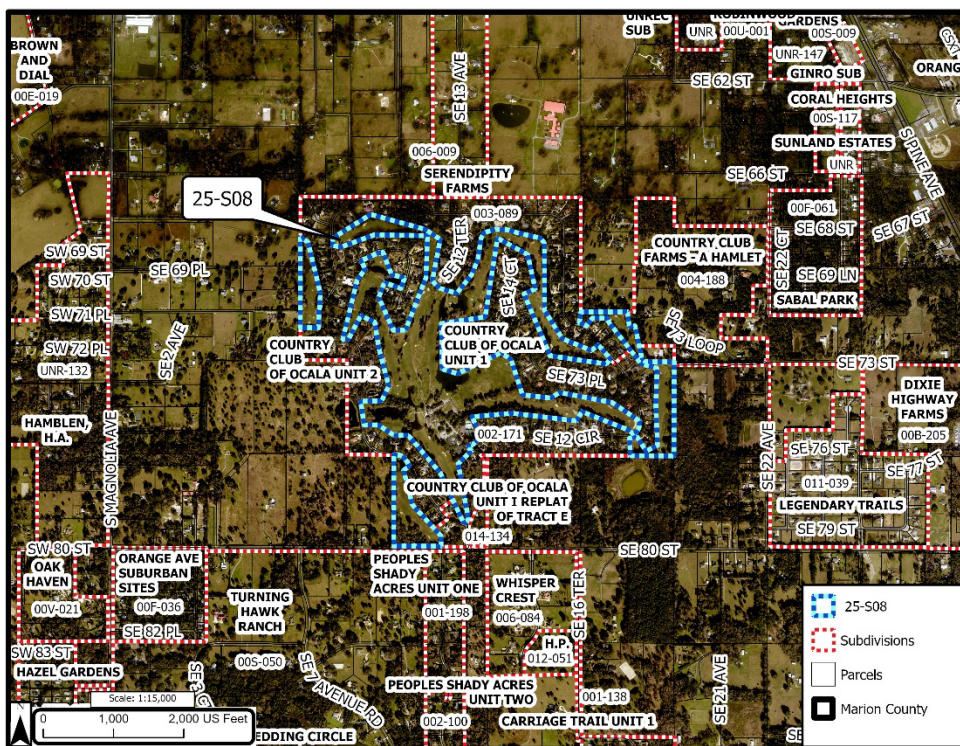 BROWN
AND
DIAL
00E-019
SE 13 AVE
UNREC
SUB
UNR
00U-001
GARDENS
00S-009
UNR-147
GINRO SUB
SE 62 ST
CORAL HEIGHTS
00S-117
SUNLAND ESTATES
UNR
S PINE AVE
006-009
SERENDIPITY
FARMS
SE 66 ST
25-S08
003-089
00F-061
SE 68 ST
SE 67 ST
SW 69 ST
SE 69 PL
SE 12 TER
SE 14 CT
COUNTRY CLUB
FARMS - A HAMLET
004-188
SE 22 CT
SE 69 LN
SABAL PARK
SW 70 ST
SW 71 PL
SW 72 PL
UNR-132
SE 2 AVE
COUNTRY
CLUB
OF OCALA UNIT 2
COUNTRY
CLUB OF OCALA
UNIT 1
SE 73 PL
73 LOOP
SE 73 ST
DIXIE
HIGHWAY
FARMS
00B-205
HAMBLEN,
H.A.
S MAGNOLIA AVE
002-171
SE 12 CIR
SE 22 AVE
SE 76 ST
SE 77 ST
011-039
LEGENDARY TRAILS
SE 79 ST
COUNTRY CLUB OF OCALA
UNIT I REPLAT
OF TRACT E
014-134
SW 80 ST
SE 80 ST
OAK
HAVEN
00V-021
ORANGE AVE
SUBURBAN
SITES
00F-036
SE 82 PL
TURNING
HAWK
RANCH
PEOPLES
SHADY
ACRES UNIT ONE
001-198
WHISPER
CREST
006-084
SE 16 TER
H.P.
012-051
SW 83 ST
HAZEL GARDENS
00S-050
SE 3 CT
SE 7 AVENUE RD
PEOPLES SHADY ACRES
UNIT TWO
002-100
001-138
CARRIAGE TRAIL UNIT 1
SE 21 AVE
EDDING CIRCLE
25-S08
Subdivisions
Parcels
Marion County
N
Scale: 1:15,000
0 1,000 2,000 US Feet